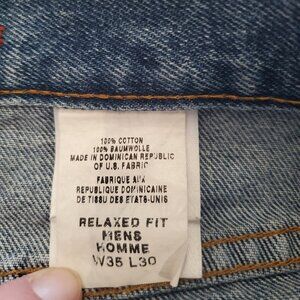 100% COTTON
100% BAUMWOLLE
MADE IN DOMINICAN REPUBLIC
OF U.S. FABRIC
FABRIQUE AUX
REPUBLIQUE DOMINICAINE
DE TISSU DES ETATS-UNIS
RELAXED FIT
MENS
HOMME
W35 L30